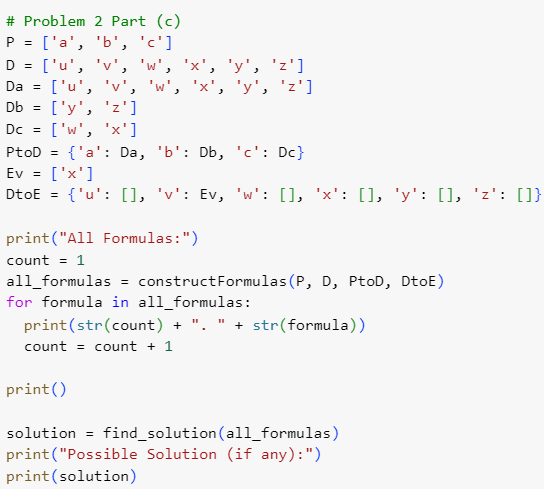 # Problem 2 Part (c)
P = ['a', 'b', 'c']
D = ['u', 'v', 'w', 'x', 'y', 'z']
Da = ['u', 'v', 'w', 'x', 'y', 'z']
Db = ['y', 'z']
Dc = ['w', 'x']
PtoD = {'a': Da, 'b': Db, 'c': Dc}
Ev = ['x']
DtoE = {'u': [], 'v': Ev, 'w': [], 'x': [], 'y': [], 'z': []}

print("All Formulas:")
count = 1
all_formulas = constructFormulas(P, D, PtoD, DtoE)
for formula in all_formulas:
  print(str(count) + ". " + str(formula))
  count = count + 1

print()

solution = find_solution(all_formulas)
print("Possible Solution (if any):")
print(solution)